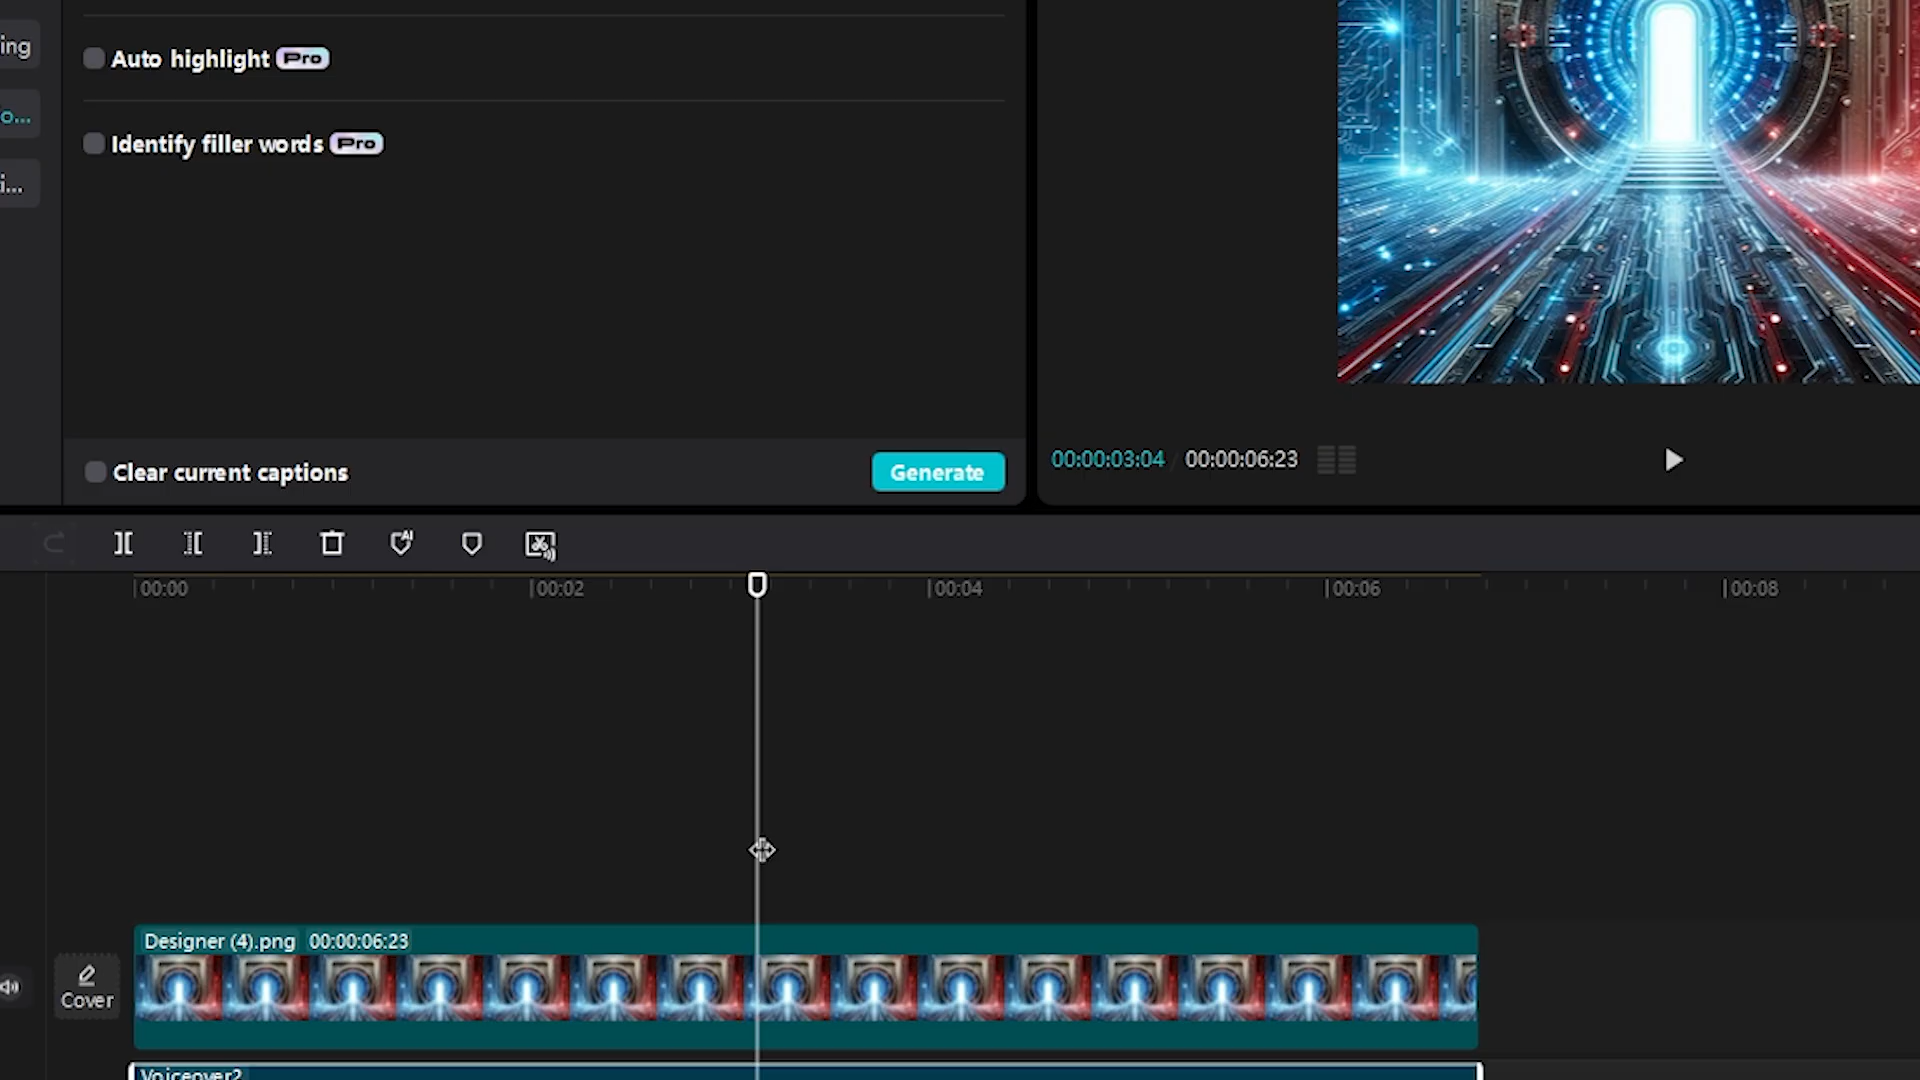 ing
Auto highlight Pro
o...
Identify filler words Pro
i...
Clear current captions
Generate
00:00:03:04 00:00:06:23
AI
00:00 00:02 00:04 00:06 00:08
Designer (4).png 00:00:06:23
Cover
Voiceover2